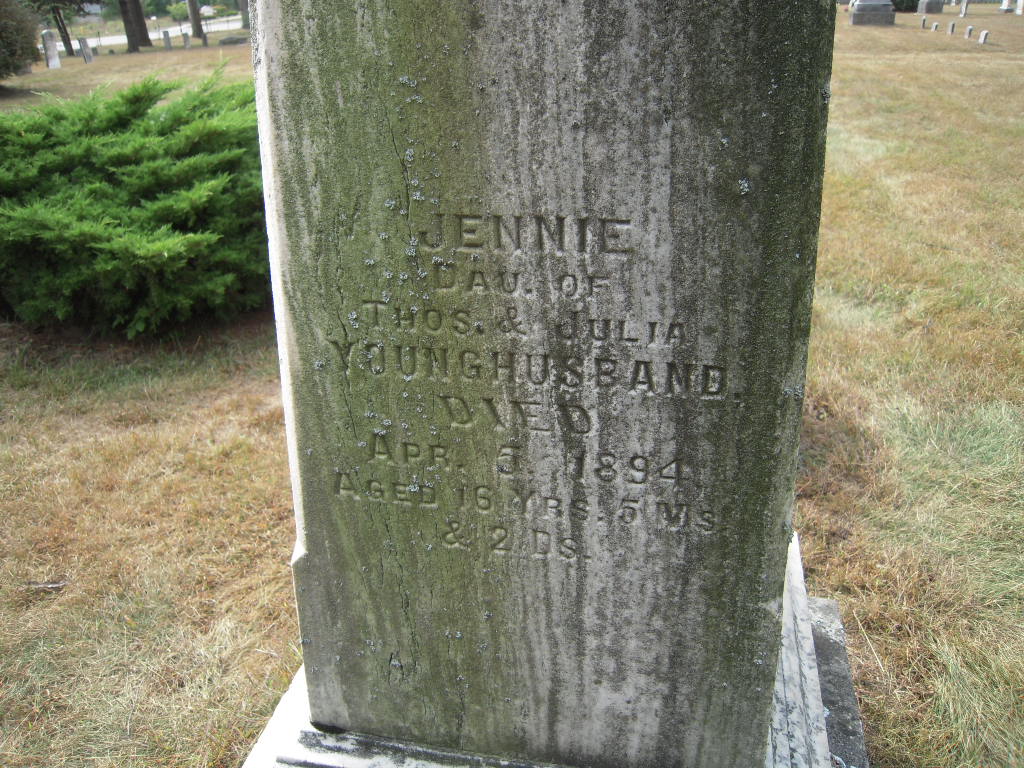 JENNIE
DAU. OF
THOS. & JULIA
YOUNGHUSBAND.
DIED
APR. 5, 1894,
AGED 16 YRS. 5 MS.
& 2 DS.